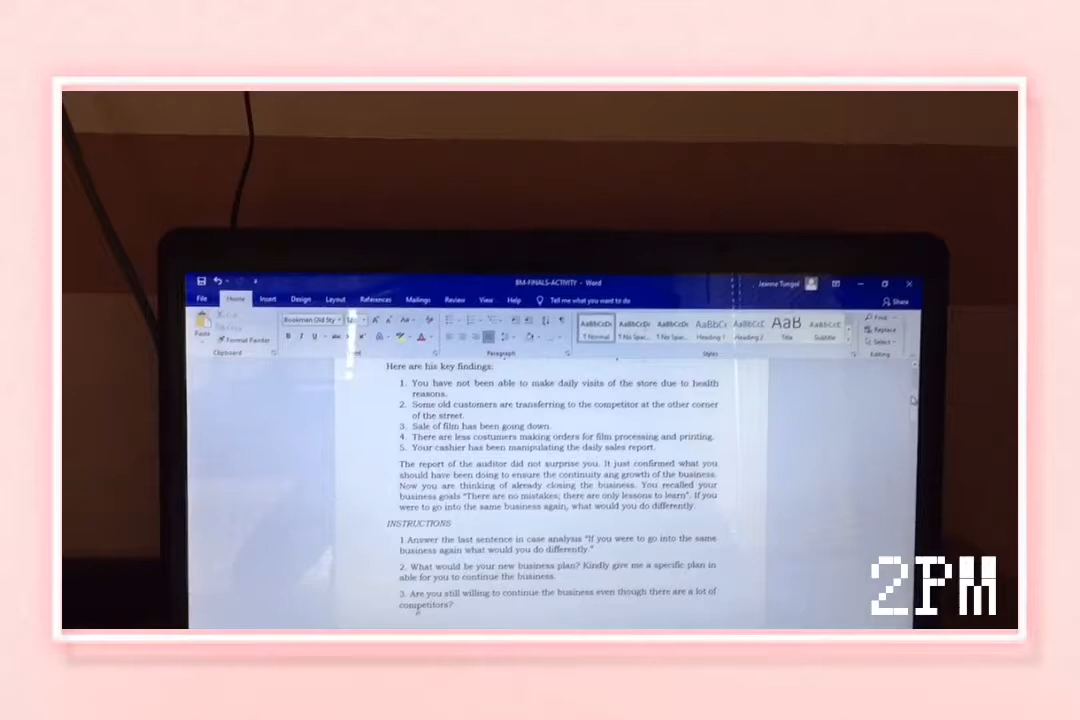 BM-FINALS-ACTIVITY - Word
File Home Insert Design Layout References Mailings Review View Help Tell me what you want to do
Share
Paste
Format Painter
Clipboard
Bookman Old Sty
Paragraph
AaBbCcDc AaBbCcDc AaBbCcDc AaBbCc AaBbCcC AaB AaBbCcC
¶ Normal ¶ No Spac... ¶ No Spac... Heading 1 Heading 2 Title Subtitle
Styles
Find
Replace
Select
Editing
Here are his key findings:
1. You have not been able to make daily visits of the store due to health
reasons.
2. Some old customers are transferring to the competitor at the other corner
of the street.
3. Sale of film has been going down.
4. There are less costumers making orders for film processing and printing.
5. Your cashier has been manipulating the daily sales report.
The report of the auditor did not surprise you. It just confirmed what you
should have been doing to ensure the continuity ang growth of the business.
Now you are thinking of already closing the business. You recalled your
business goals "There are no mistakes; there are only lessons to learn". If you
were to go into the same business again, what would you do differently.
INSTRUCTIONS
1.Answer the last sentence in case analysis "If you were to go into the same
business again what would you do differently."
2. What would be your new business plan? Kindly give me a specific plan in
able for you to continue the business.
3. Are you still willing to continue the business even though there are a lot of
competitors?
2PM